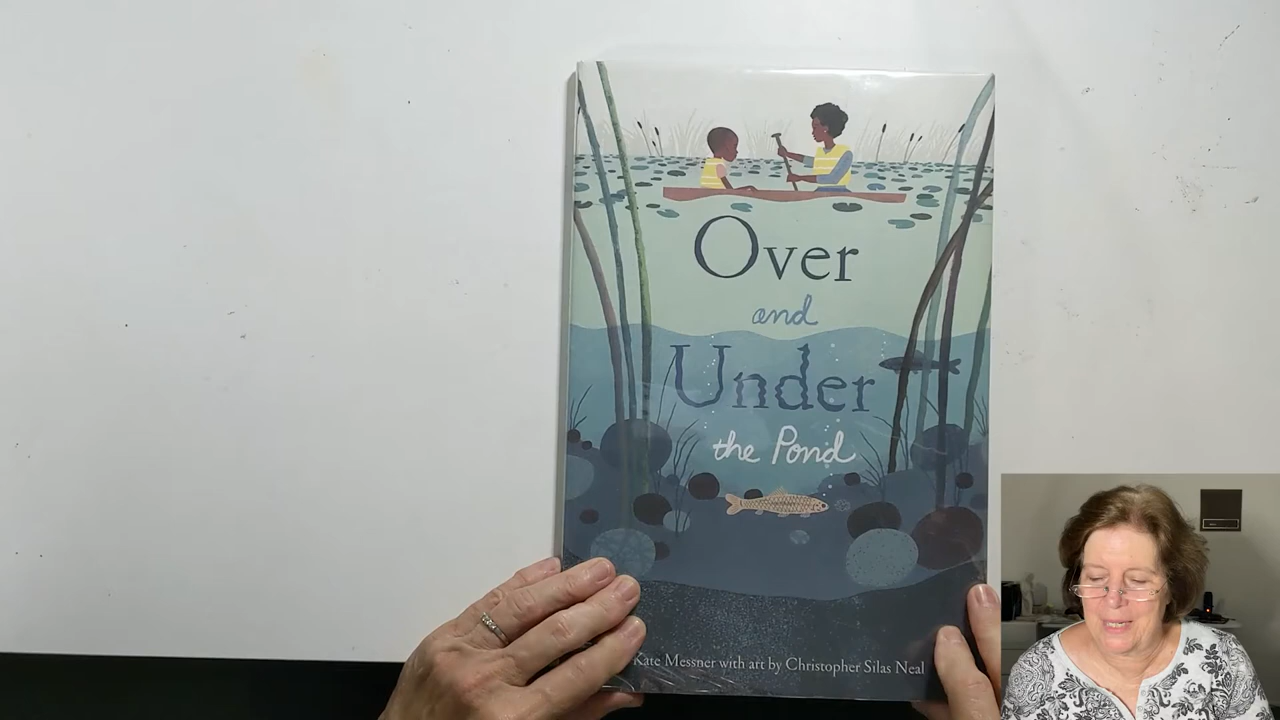 Over
and
Under
the Pond
Kate Messner with art by Christopher Silas Neal